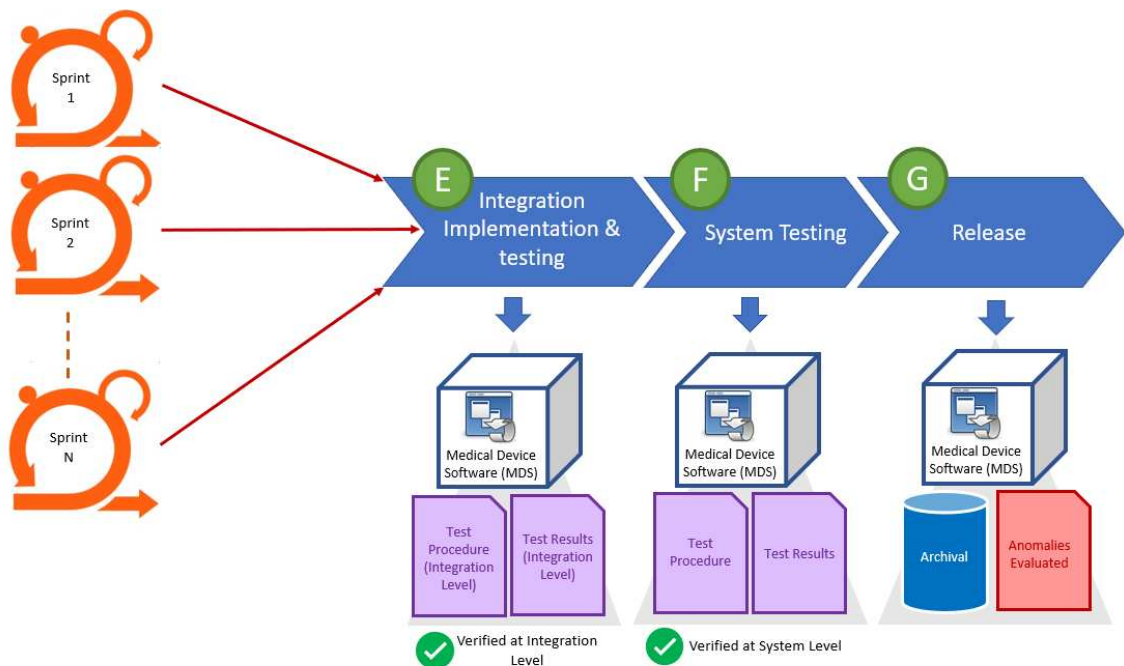 Sprint
1
Sprint
2
Sprint
N
E
Integration
Implementation &
testing
F
System Testing
G
Release
Medical Device
Software (MDS)
Test
Procedure
(Integration
Level)
Test Results
(Integration
Level)
Verified at Integration
Level
Medical Device
Software (MDS)
Test
Procedure
Test Results
Verified at System Level
Medical Device
Software (MDS)
Archival
Anomalies
Evaluated